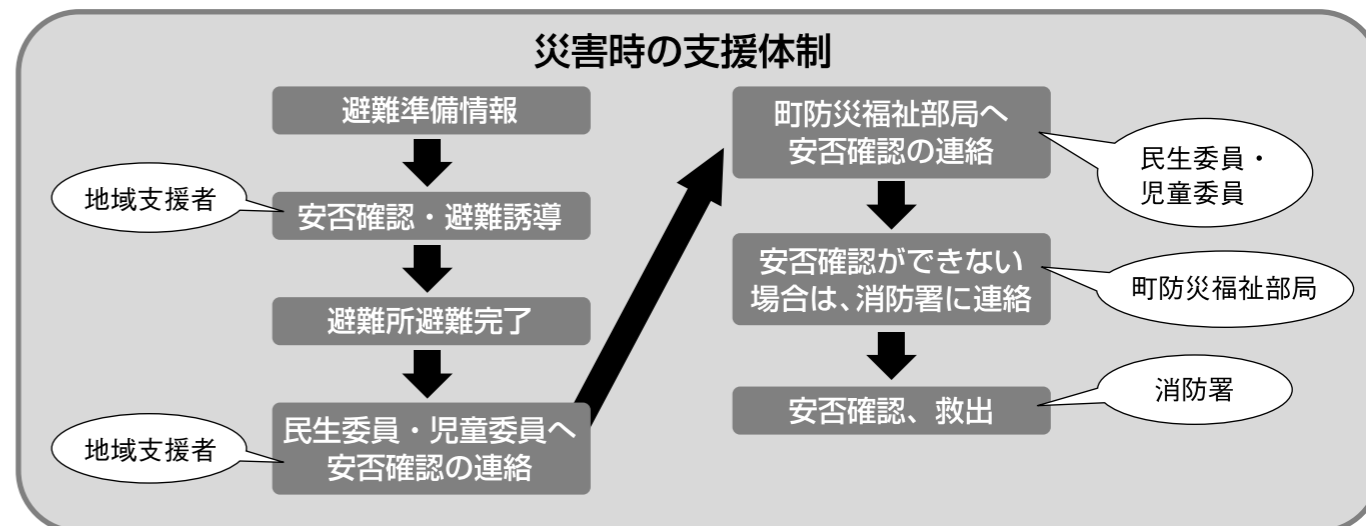 災害時の支援体制
避難準備情報
地域支援者
安否確認・避難誘導
避難所避難完了
地域支援者
民生委員・児童委員へ
安否確認の連絡
町防災福祉部局へ
安否確認の連絡
民生委員・
児童委員
安否確認ができない
場合は、消防署に連絡
町防災福祉部局
安否確認、救出
消防署